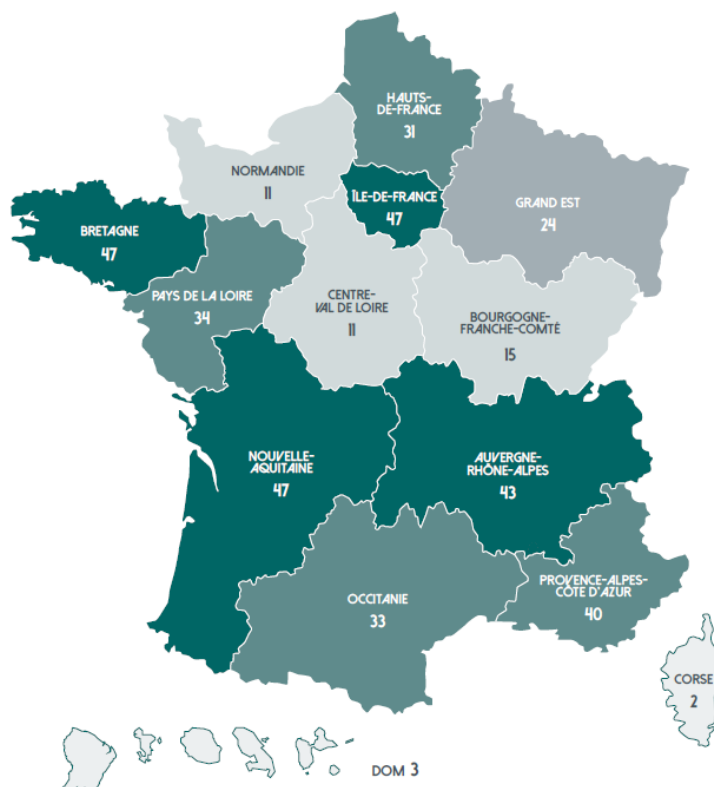 HAUTS-
DE-FRANCE
31
NORMANDIE
11
ÎLE-DE-FRANCE
47
GRAND EST
24
BRETAGNE
47
PAYS DE LA LOIRE
34
CENTRE-
VAL DE LOIRE
11
BOURGOGNE-
FRANCHE-COMTÉ
15
NOUVELLE-
AQUITAINE
47
AUVERGNE-
RHÔNE-ALPES
43
OCCITANIE
33
PROVENCE-ALPES-
CÔTE D'AZUR
40
CORSE
2
DOM 3